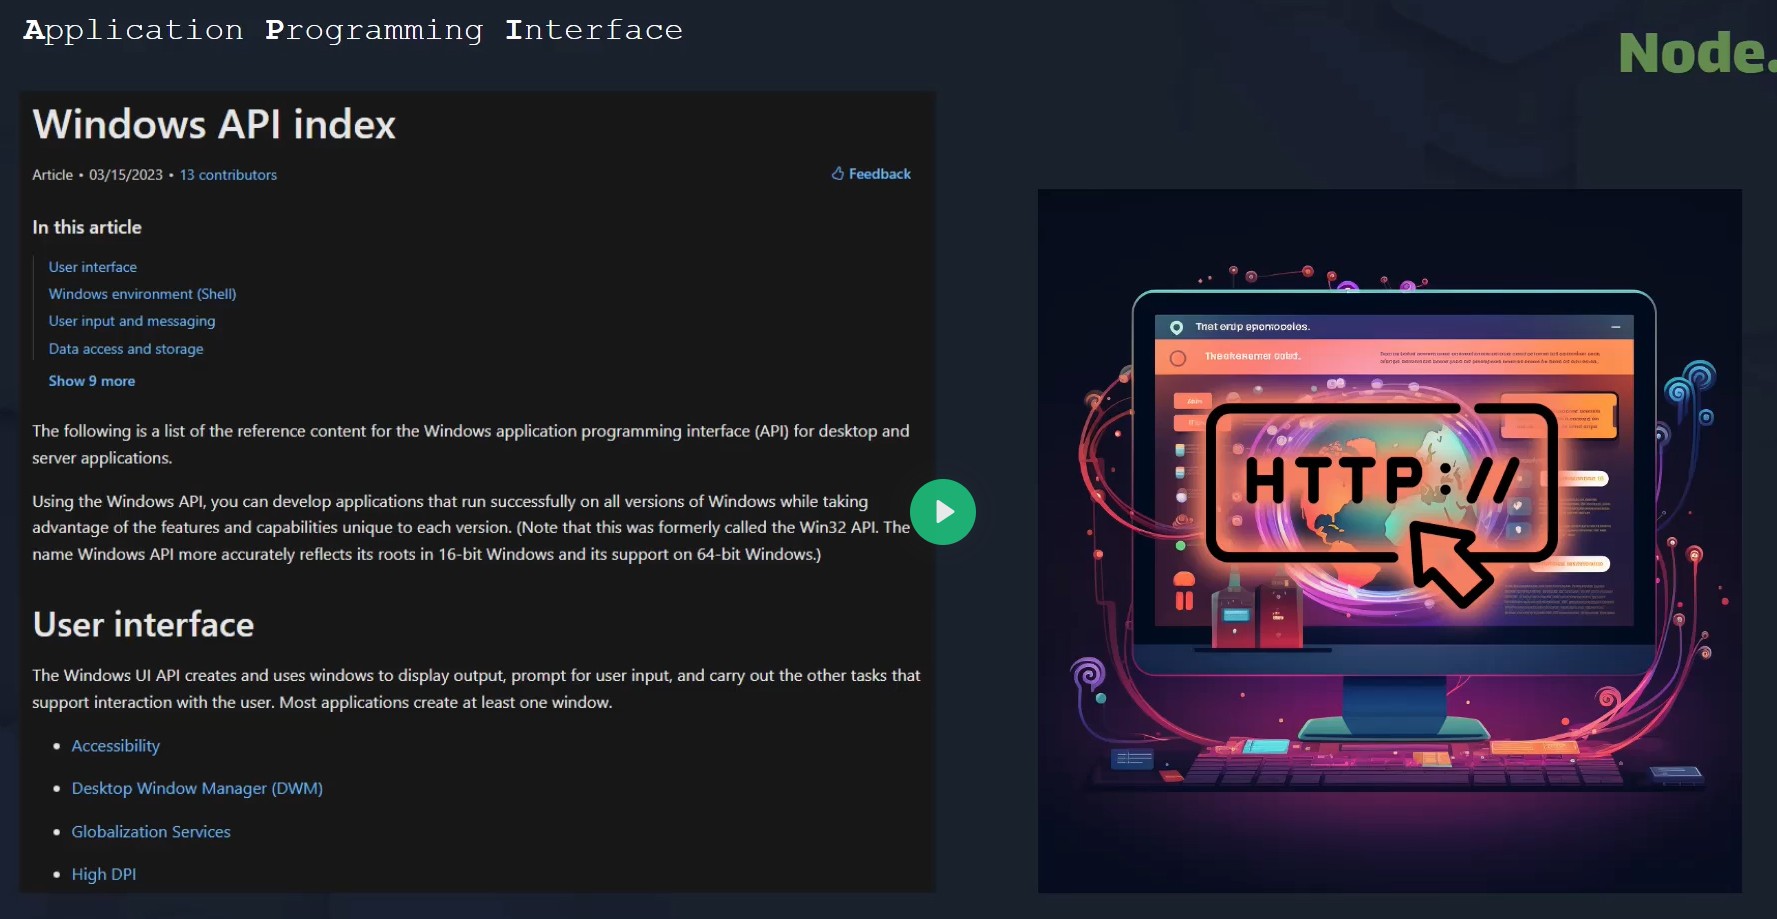 Application Programming Interface
Node.
Windows API index
Article • 03/15/2023 • 13 contributors
Feedback
In this article
User interface
Windows environment (Shell)
User input and messaging
Data access and storage
Show 9 more
The following is a list of the reference content for the Windows application programming interface (API) for desktop and
server applications.
Using the Windows API, you can develop applications that run successfully on all versions of Windows while taking
advantage of the features and capabilities unique to each version. (Note that this was formerly called the Win32 API. The
name Windows API more accurately reflects its roots in 16-bit Windows and its support on 64-bit Windows.)
User interface
The Windows UI API creates and uses windows to display output, prompt for user input, and carry out the other tasks that
support interaction with the user. Most applications create at least one window.
• Accessibility
• Desktop Window Manager (DWM)
• Globalization Services
• High DPI
HTTP://